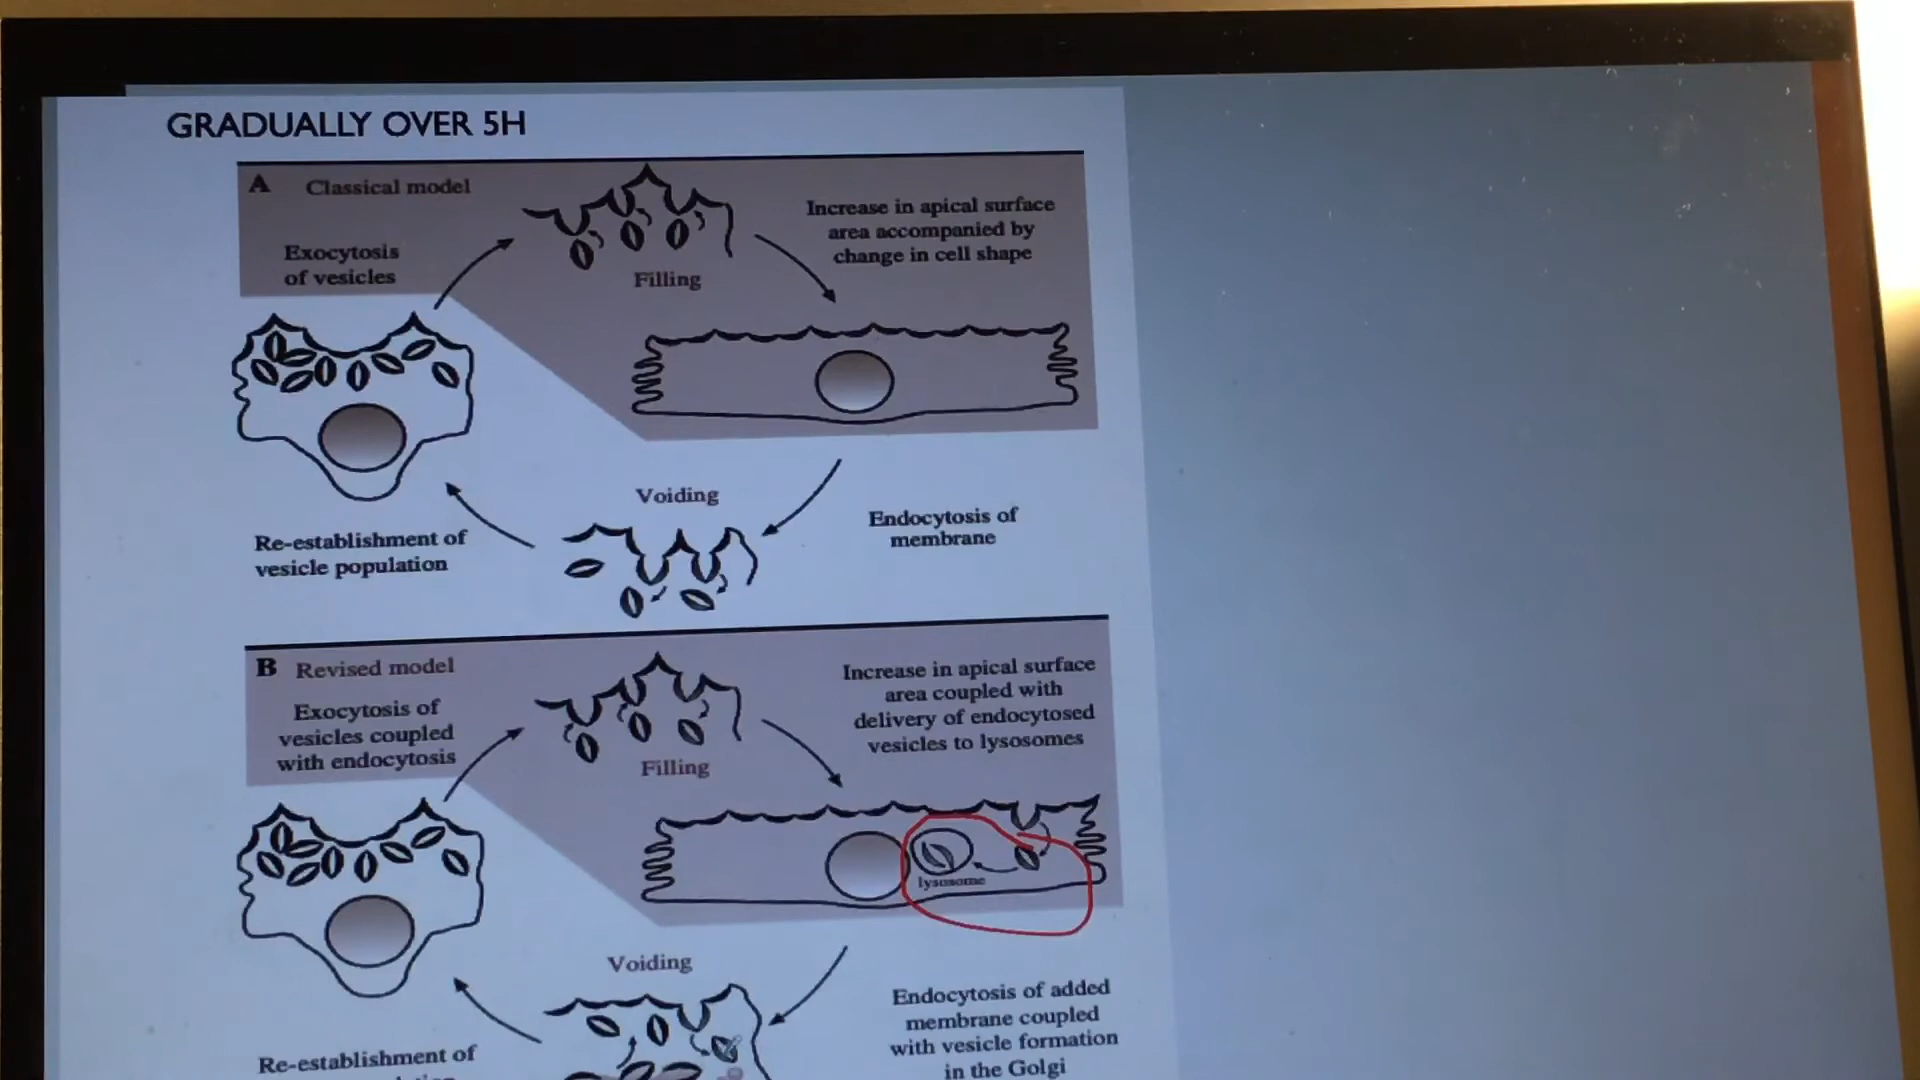 GRADUALLY OVER 5H
A Classical model
Exocytosis
of vesicles
Filling
Increase in apical surface
area accompanied by
change in cell shape
Voiding
Endocytosis of
membrane
Re-establishment of
vesicle population
B Revised model
Exocytosis of
vesicles coupled
with endocytosis
Filling
Increase in apical surface
area coupled with
delivery of endocytosed
vesicles to lysosomes
lysosome
Voiding
Endocytosis of added
membrane coupled
with vesicle formation
in the Golgi
Re-establishment of